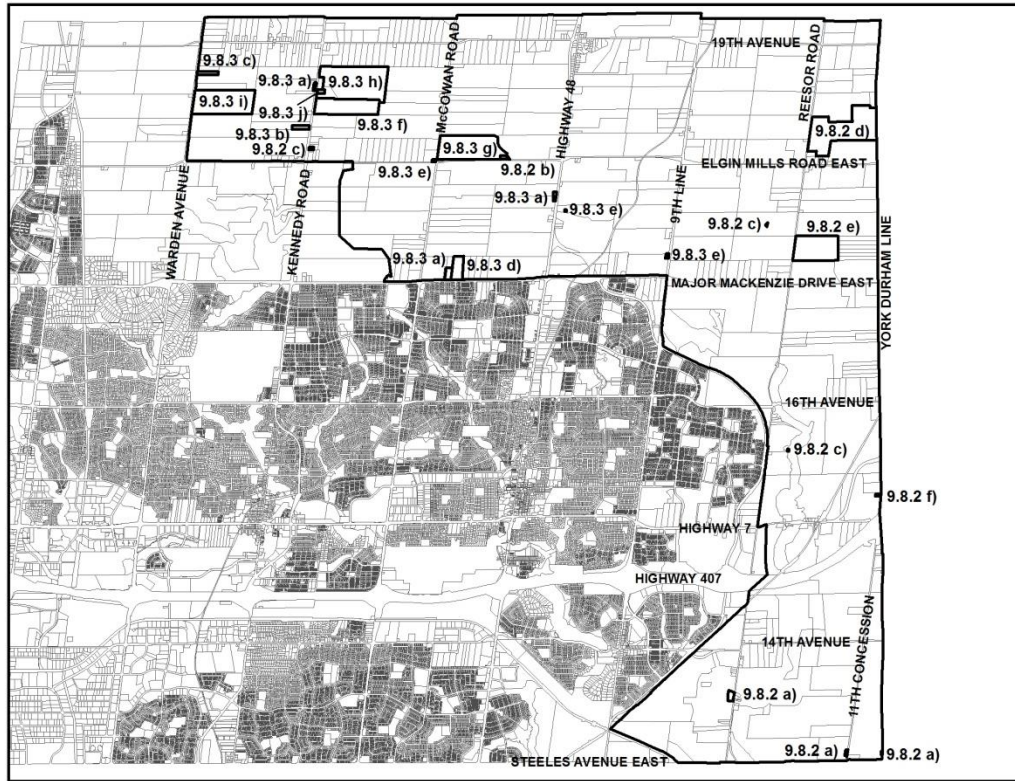 19TH AVENUE
McCOWAN ROAD
HIGHWAY 48
REESOR ROAD
9.8.3 c)
9.8.3 a)
9.8.3 h)
9.8.3 i)
9.8.3 j)
9.8.3 f)
9.8.3 b)
9.8.2 c)
9.8.3 g)
9.8.2 d)
ELGIN MILLS ROAD EAST
9.8.3 e)
9.8.2 b)
9.8.3 a)
9.8.3 e)
9TH LINE
9.8.2 c)
9.8.2 e)
WARDEN AVENUE
KENNEDY ROAD
9.8.3 a)
9.8.3 d)
9.8.3 e)
MAJOR MACKENZIE DRIVE EAST
YORK DURHAM LINE
16TH AVENUE
9.8.2 c)
9.8.2 f)
HIGHWAY 7
HIGHWAY 407
14TH AVENUE
11TH CONCESSION
9.8.2 a)
9.8.2 a)
9.8.2 a)
STEELES AVENUE EAST